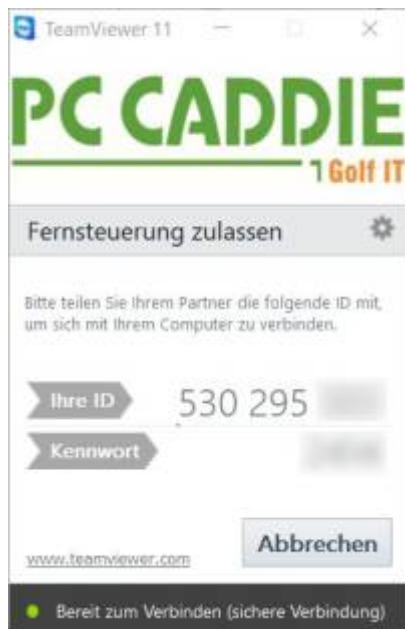 TeamViewer 11
PC CADDIE
Golf IT
Fernsteuerung zulassen
Bitte teilen Sie Ihrem Partner die folgende ID mit,
um sich mit Ihrem Computer zu verbinden.
Ihre ID 530 295
Kennwort
Abbrechen
www.teamviewer.com
Bereit zum Verbinden (sichere Verbindung)